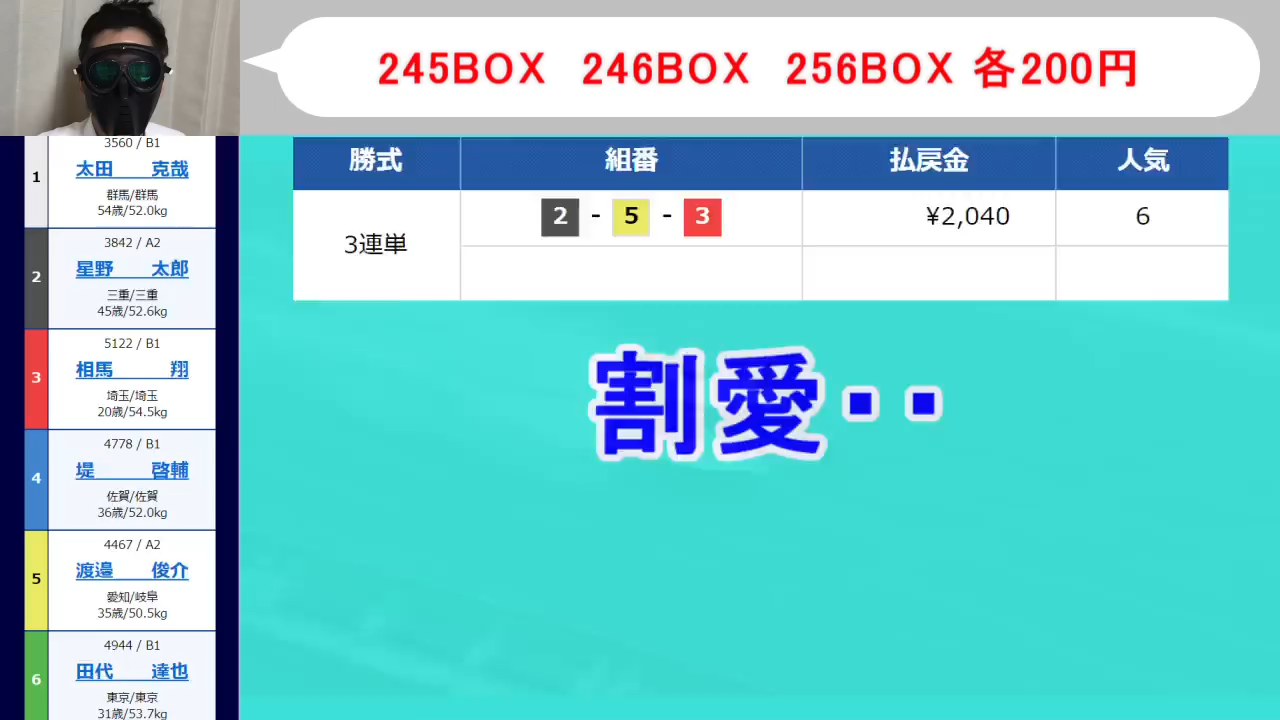 245BOX 246BOX 256BOX 各200円
3560 / B1
1
太田 克哉
群馬/群馬
54歳/52.0kg
3842 / A2
2
星野 太郎
三重/三重
45歳/52.6kg
5122 / B1
3
相馬 翔
埼玉/埼玉
20歳/54.5kg
4778 / B1
4
堤 啓輔
佐賀/佐賀
36歳/52.0kg
4467 / A2
5
渡邉 俊介
愛知/岐阜
35歳/50.5kg
4944 / B1
6
田代 達也
東京/東京
31歳/53.7kg
勝式 組番 払戻金 人気
3連単 2 - 5 - 3 ¥2,040 6
割愛・・